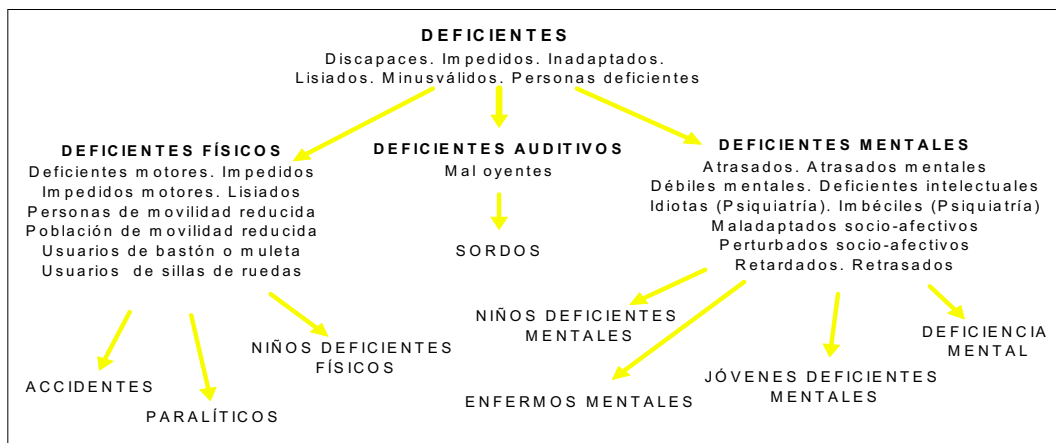 DEFICIENTES
Discapaces. Impedidos. Inadaptados.
Lisiados. Minusválidos. Personas deficientes
DEFICIENTES FÍSICOS
Deficientes motores. Impedidos
Impedidos motores. Lisiados
Personas de movilidad reducida
Población de movilidad reducida
Usuarios de bastón o muleta
Usuarios de sillas de ruedas
DEFICIENTES AUDITIVOS
Mal oyentes
SORDOS
DEFICIENTES MENTALES
Atrasados. Atrasados mentales
Débiles mentales. Deficientes intelectuales
Idiotas (Psiquiatría). Imbéciles (Psiquiatría)
Maladaptados socio-afectivos
Perturbados socio-afectivos
Retardados. Retrasados
ACCIDENTES
PARALÍTICOS
NIÑOS DEFICIENTES
FÍSICOS
NIÑOS DEFICIENTES
MENTALES
ENFERMOS MENTALES
JÓVENES DEFICIENTES
MENTALES
DEFICIENCIA
MENTAL